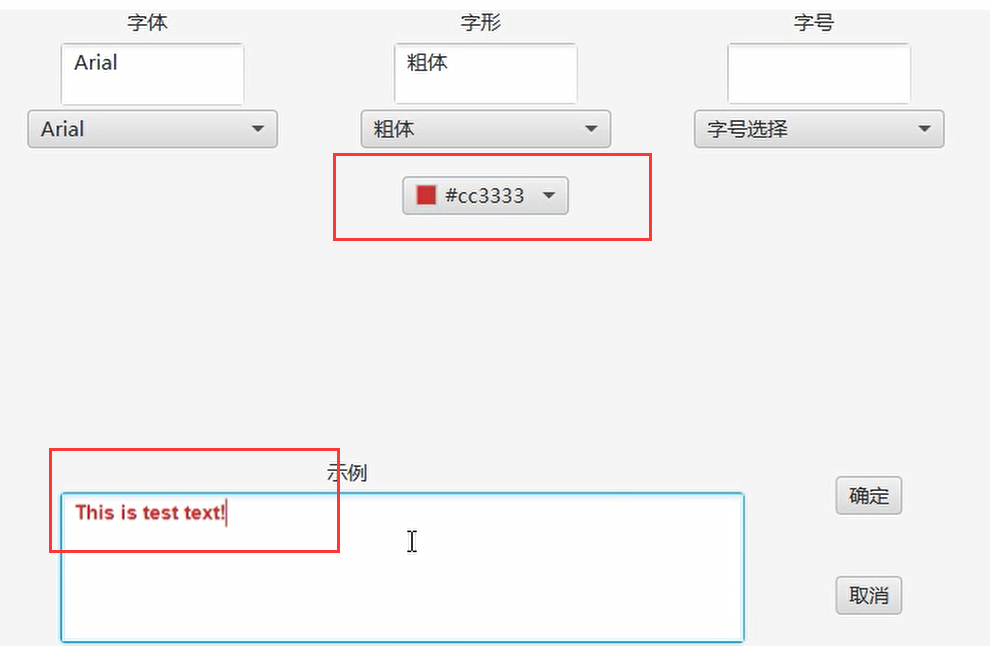 字体 字形 字号
Arial 粗体
Arial 粗体 字号选择
#cc3333
示例
This is test text!
确定
取消